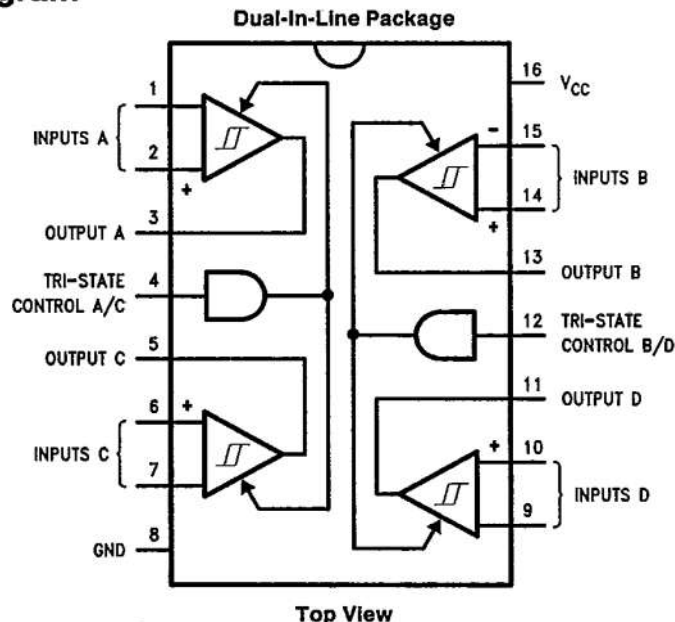 Dual-In-Line Package
1
INPUTS A
2
+
3
OUTPUT A
4
TRI-STATE
CONTROL A/C
5
OUTPUT C
6
+
INPUTS C
7
8
GND
16
VCC
-
15
INPUTS B
14
+
13
OUTPUT B
12
TRI-STATE
CONTROL B/D
11
OUTPUT D
+
10
INPUTS D
9
Top View